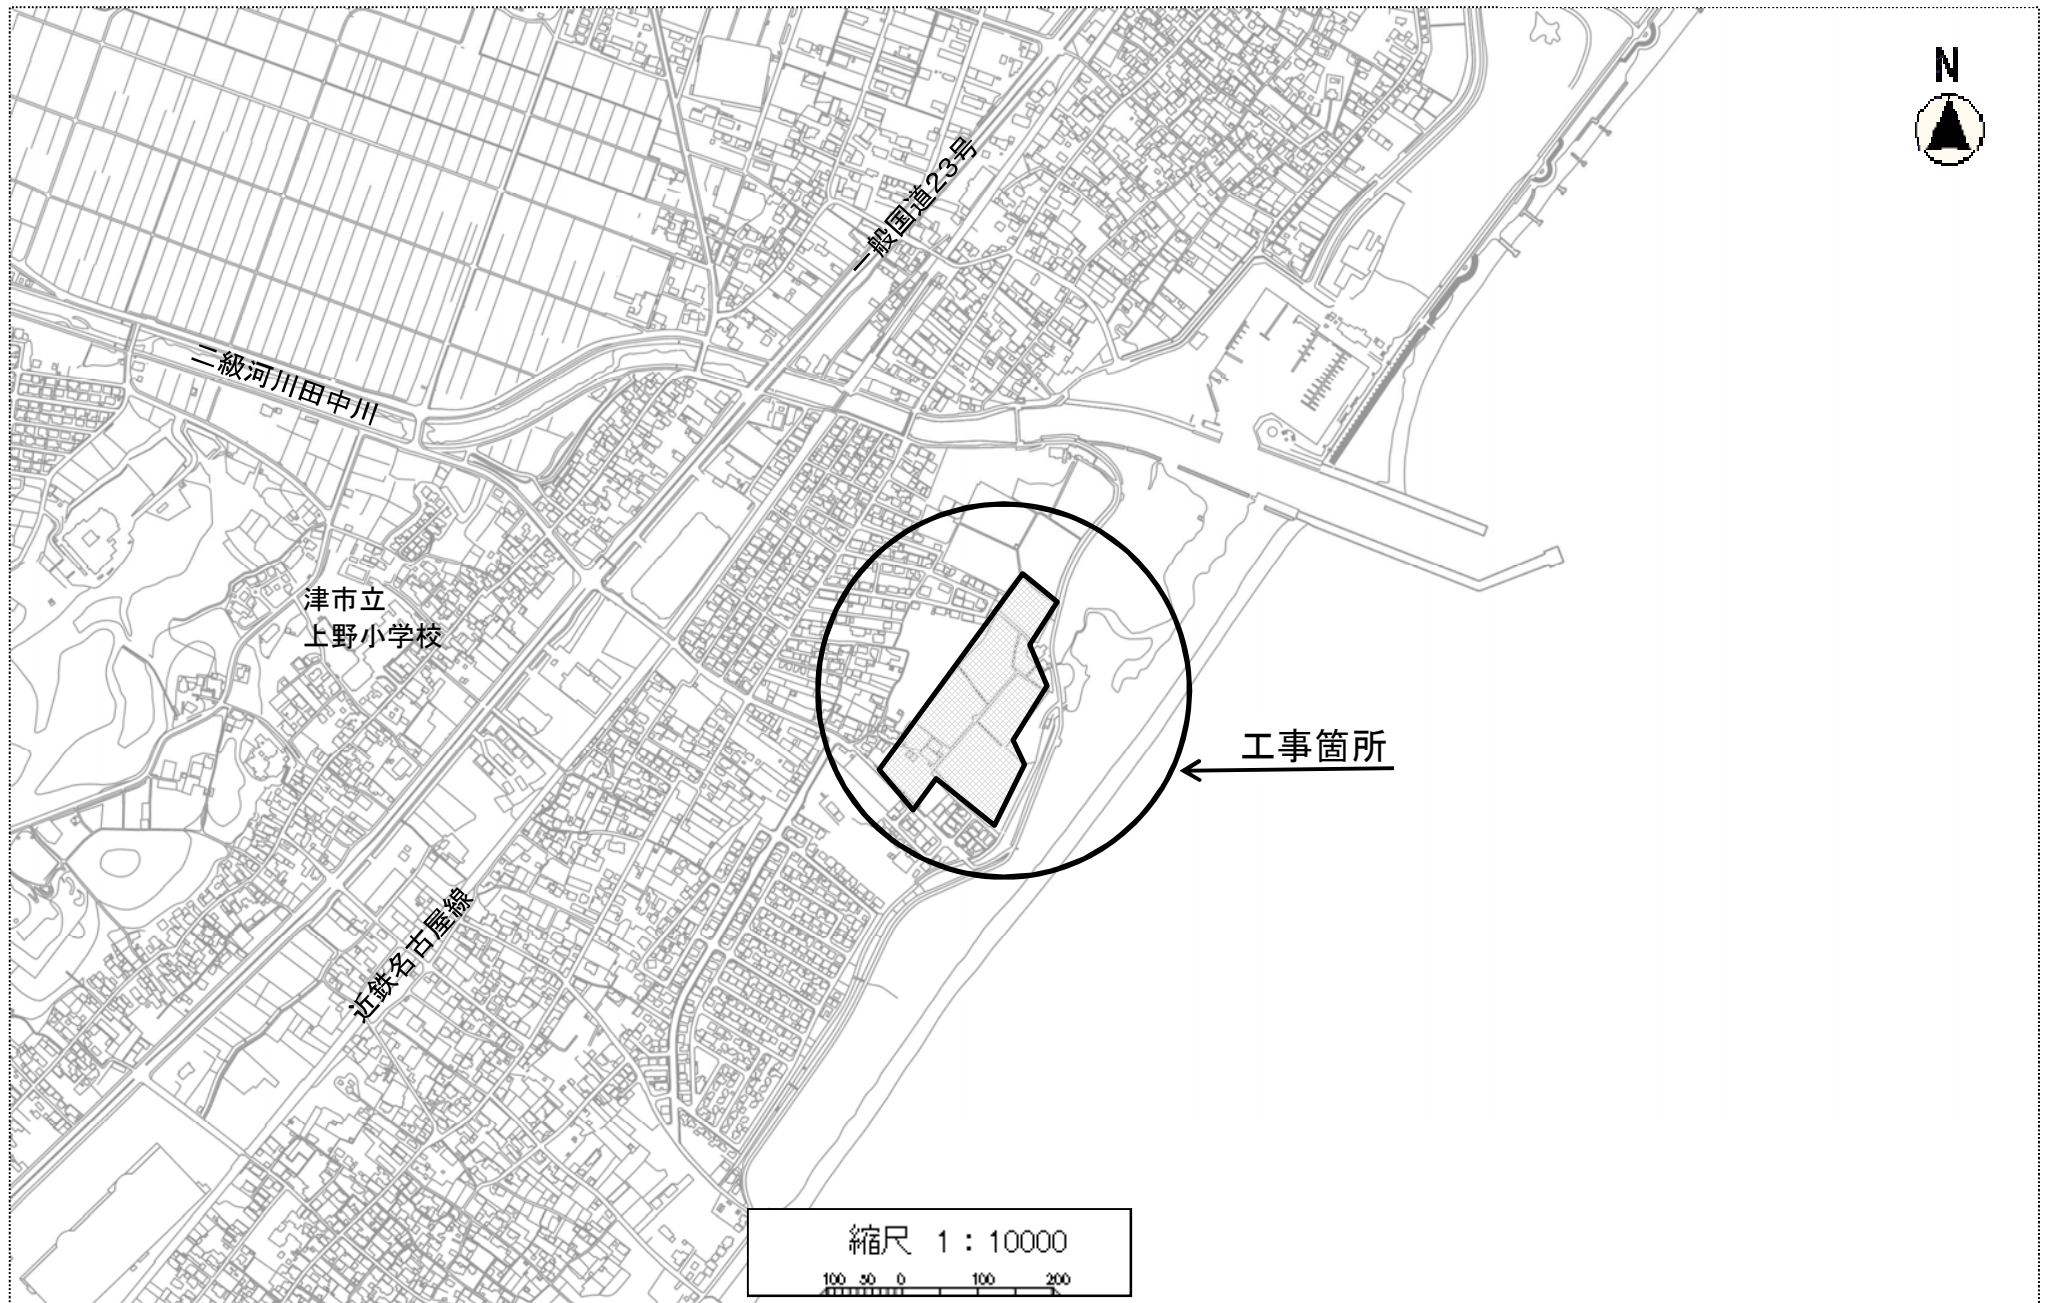 N
一般国道23号
二級河川田中川
津市立
上野小学校
工事箇所
近鉄名古屋線
縮尺 1：10000
100 50 0 100 200